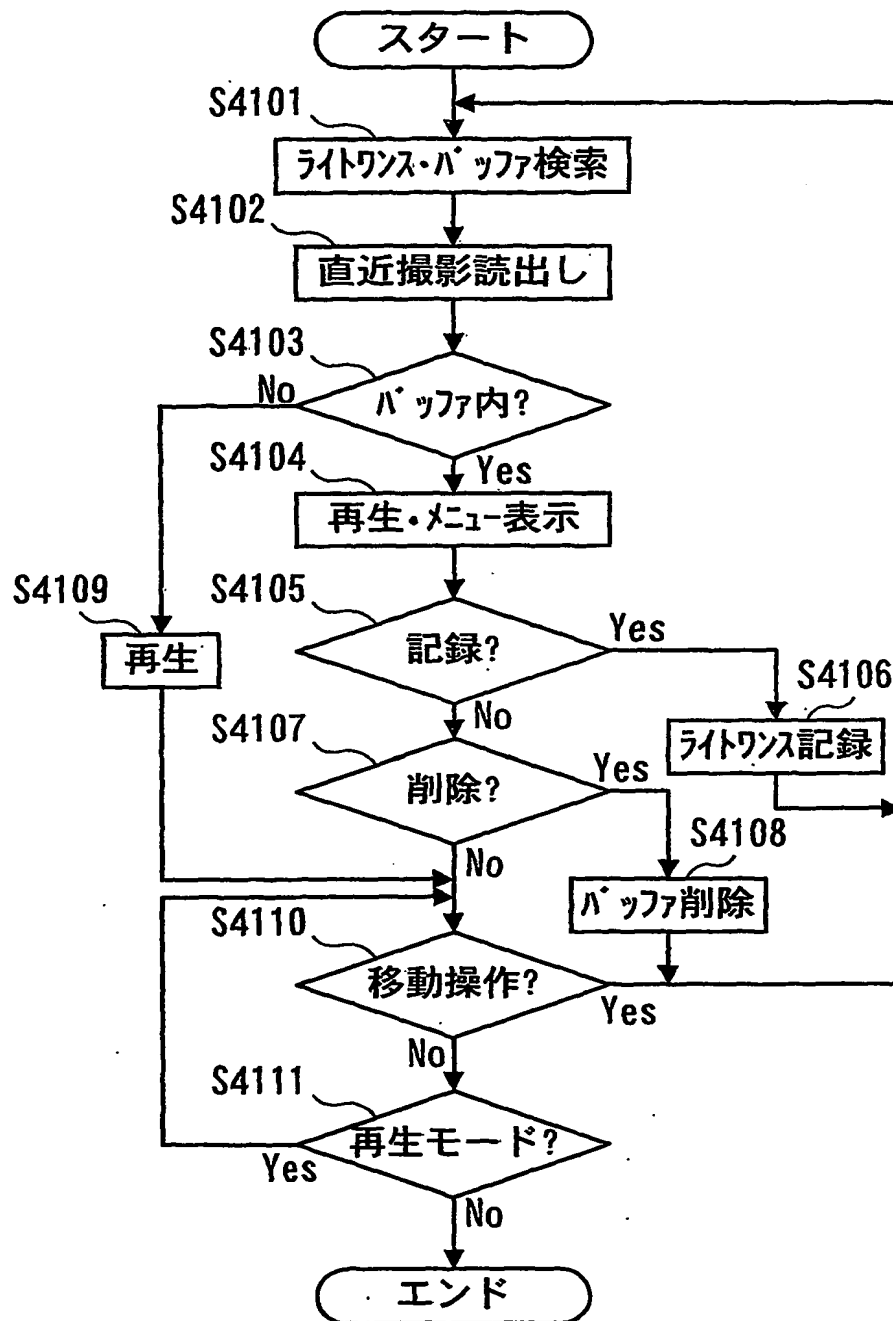 スタート
S4101
ﾗｲﾄﾜﾝｽ・ﾊﾞｯﾌｧ検索
S4102
直近撮影読出し
S4103
No
ﾊﾞｯﾌｧ内?
S4104
Yes
再生・ﾒﾆｭｰ表示
S4109
S4105
Yes
再生
記録?
S4106
S4107
No
ﾗｲﾄﾜﾝｽ記録
Yes
削除?
S4108
No
ﾊﾞｯﾌｧ削除
S4110
移動操作?
Yes
No
S4111
再生モード?
Yes
No
エンド